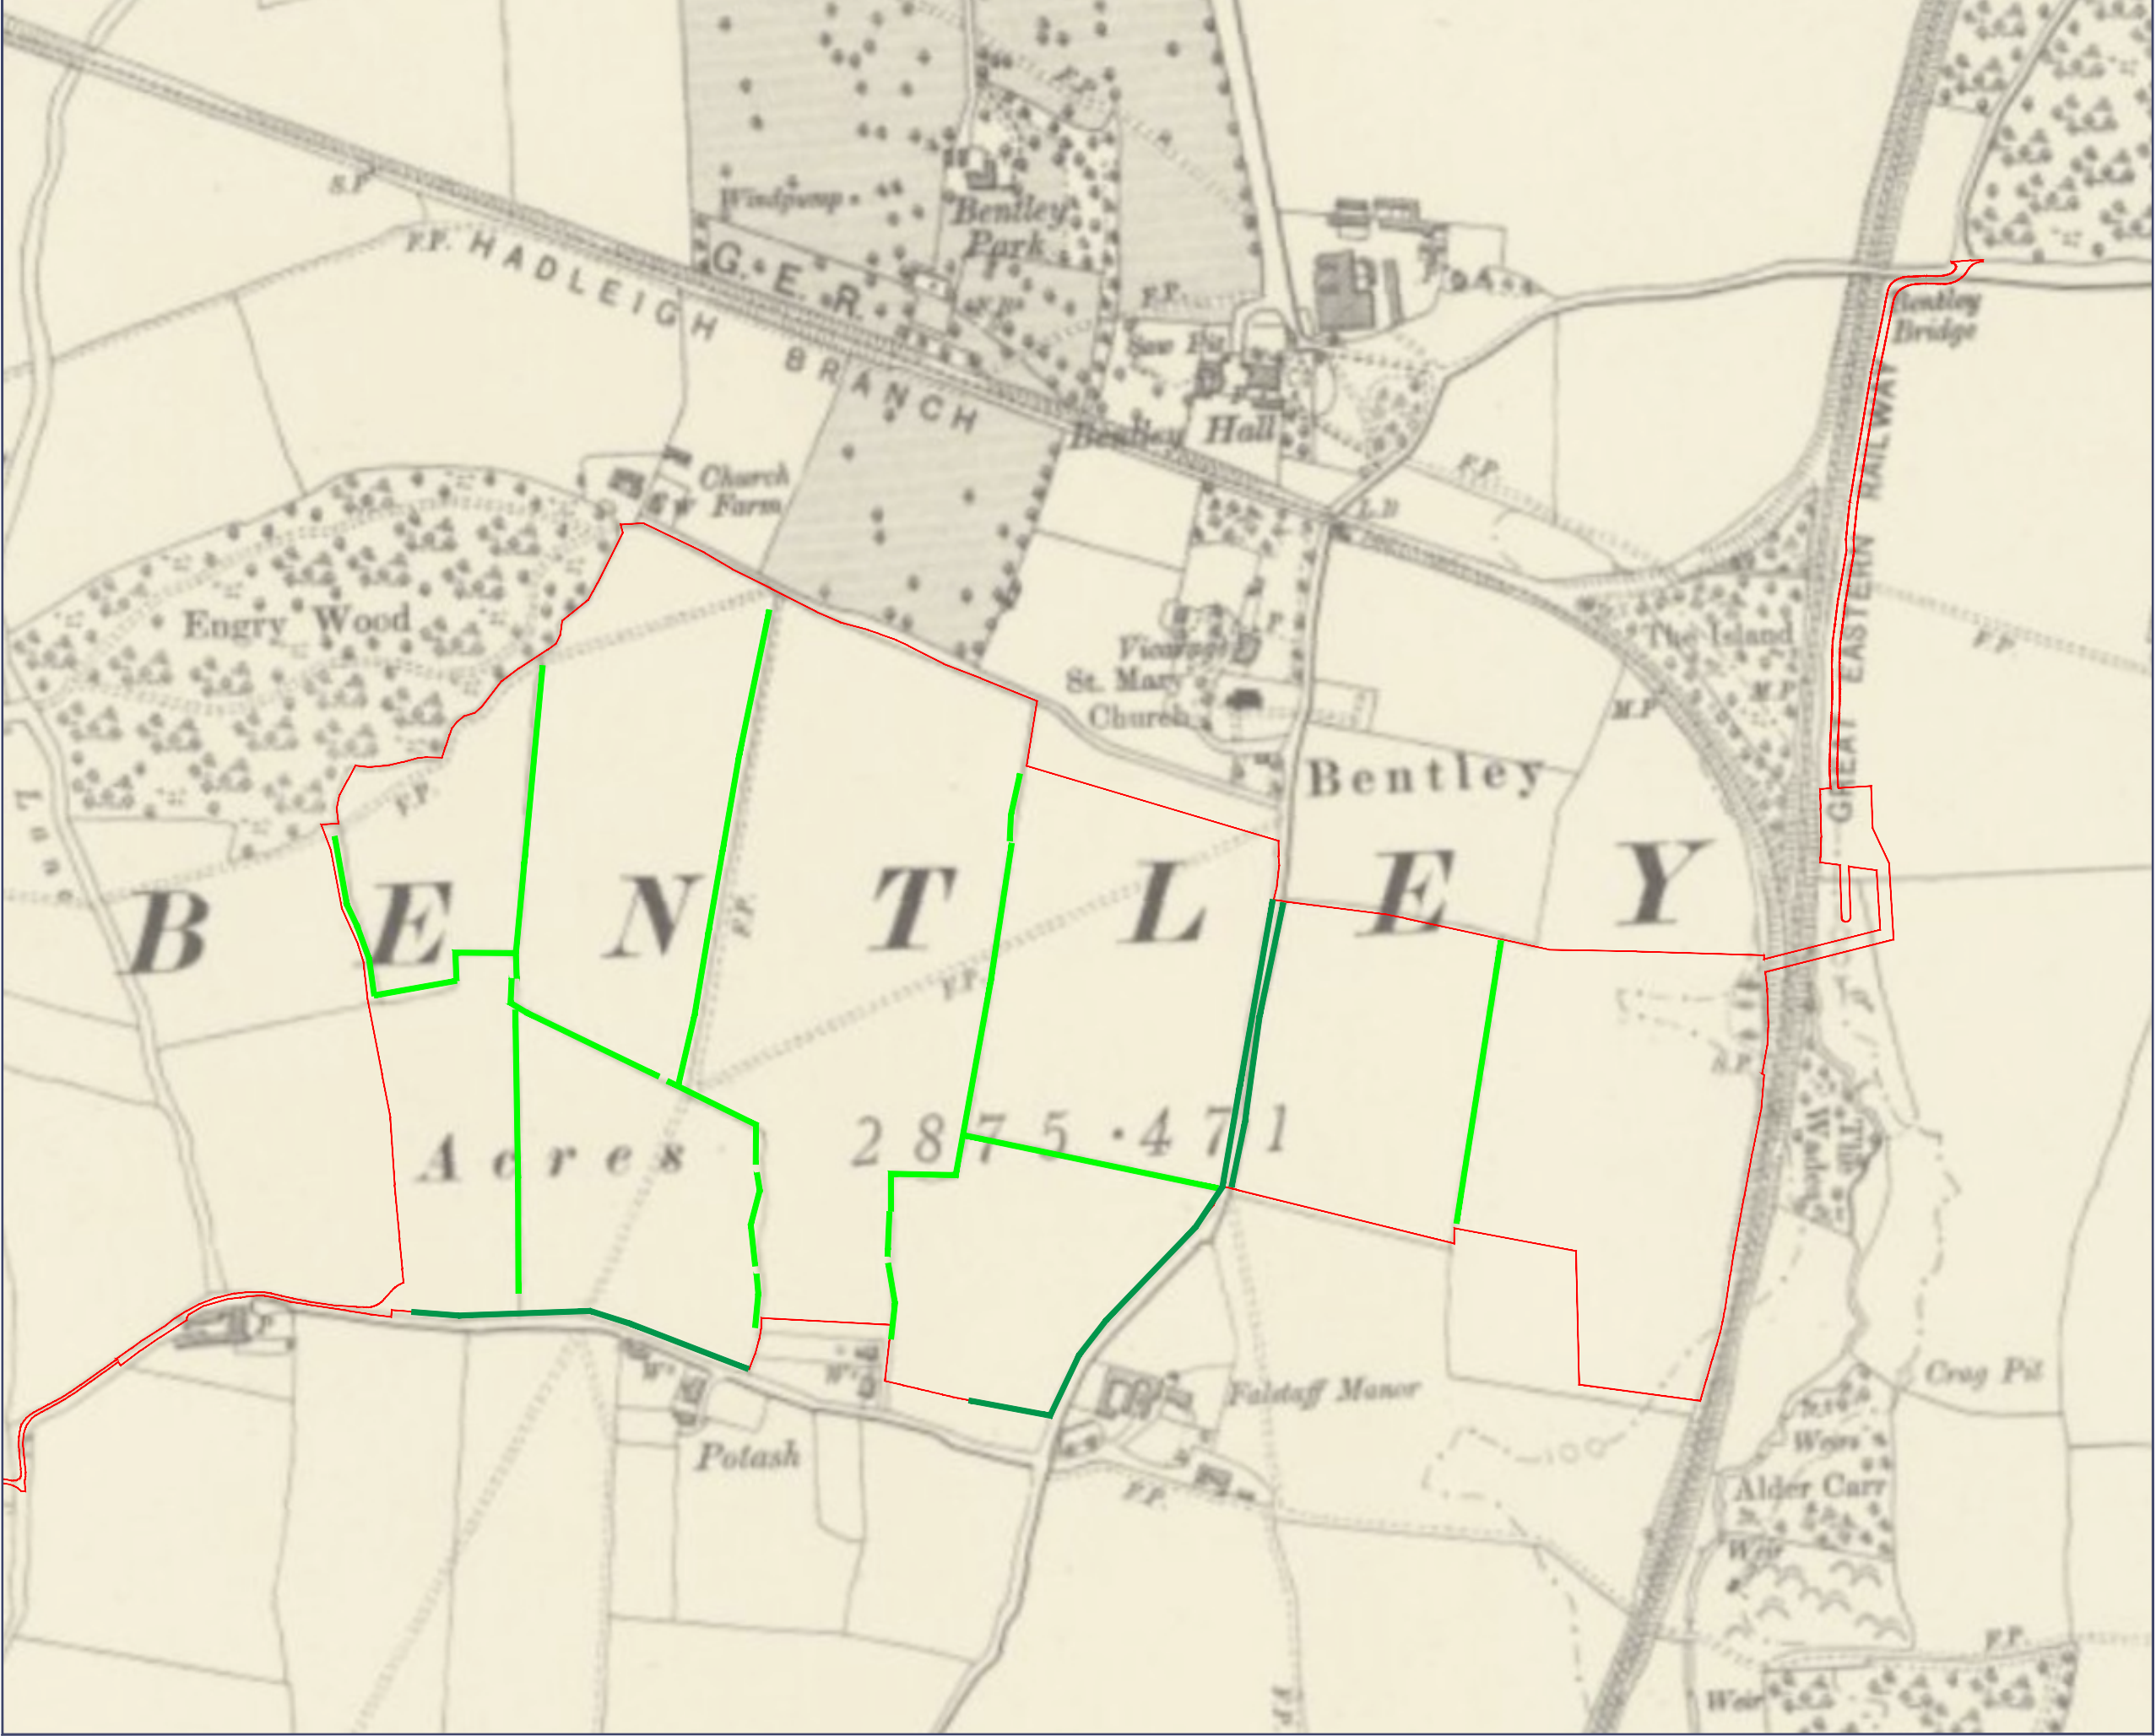 F.P.
S.P
Windpump
Bentley
Park
F.P. HADLEIGH BRANCH
G. E. R.
F.P.
Saw Pit
Bentley Hall
Bentley
Bridge
Church
Farm
W
F.P.
L.B
GREAT EASTERN RAILWAY
Engry Wood
The Island
F.P.
Vicarage
P
M.P
M.P
St. Mary's
Church
Bentley
F.P.
Lane
BENTLEY
F.P.
F.P.
S.P.
Acres
2875·471
Falstaff Manor
Crag Pit
P
W
W
Potash
F.P.
Weirs
Alder Carr
Weir
F.P.
Weir
F.P.